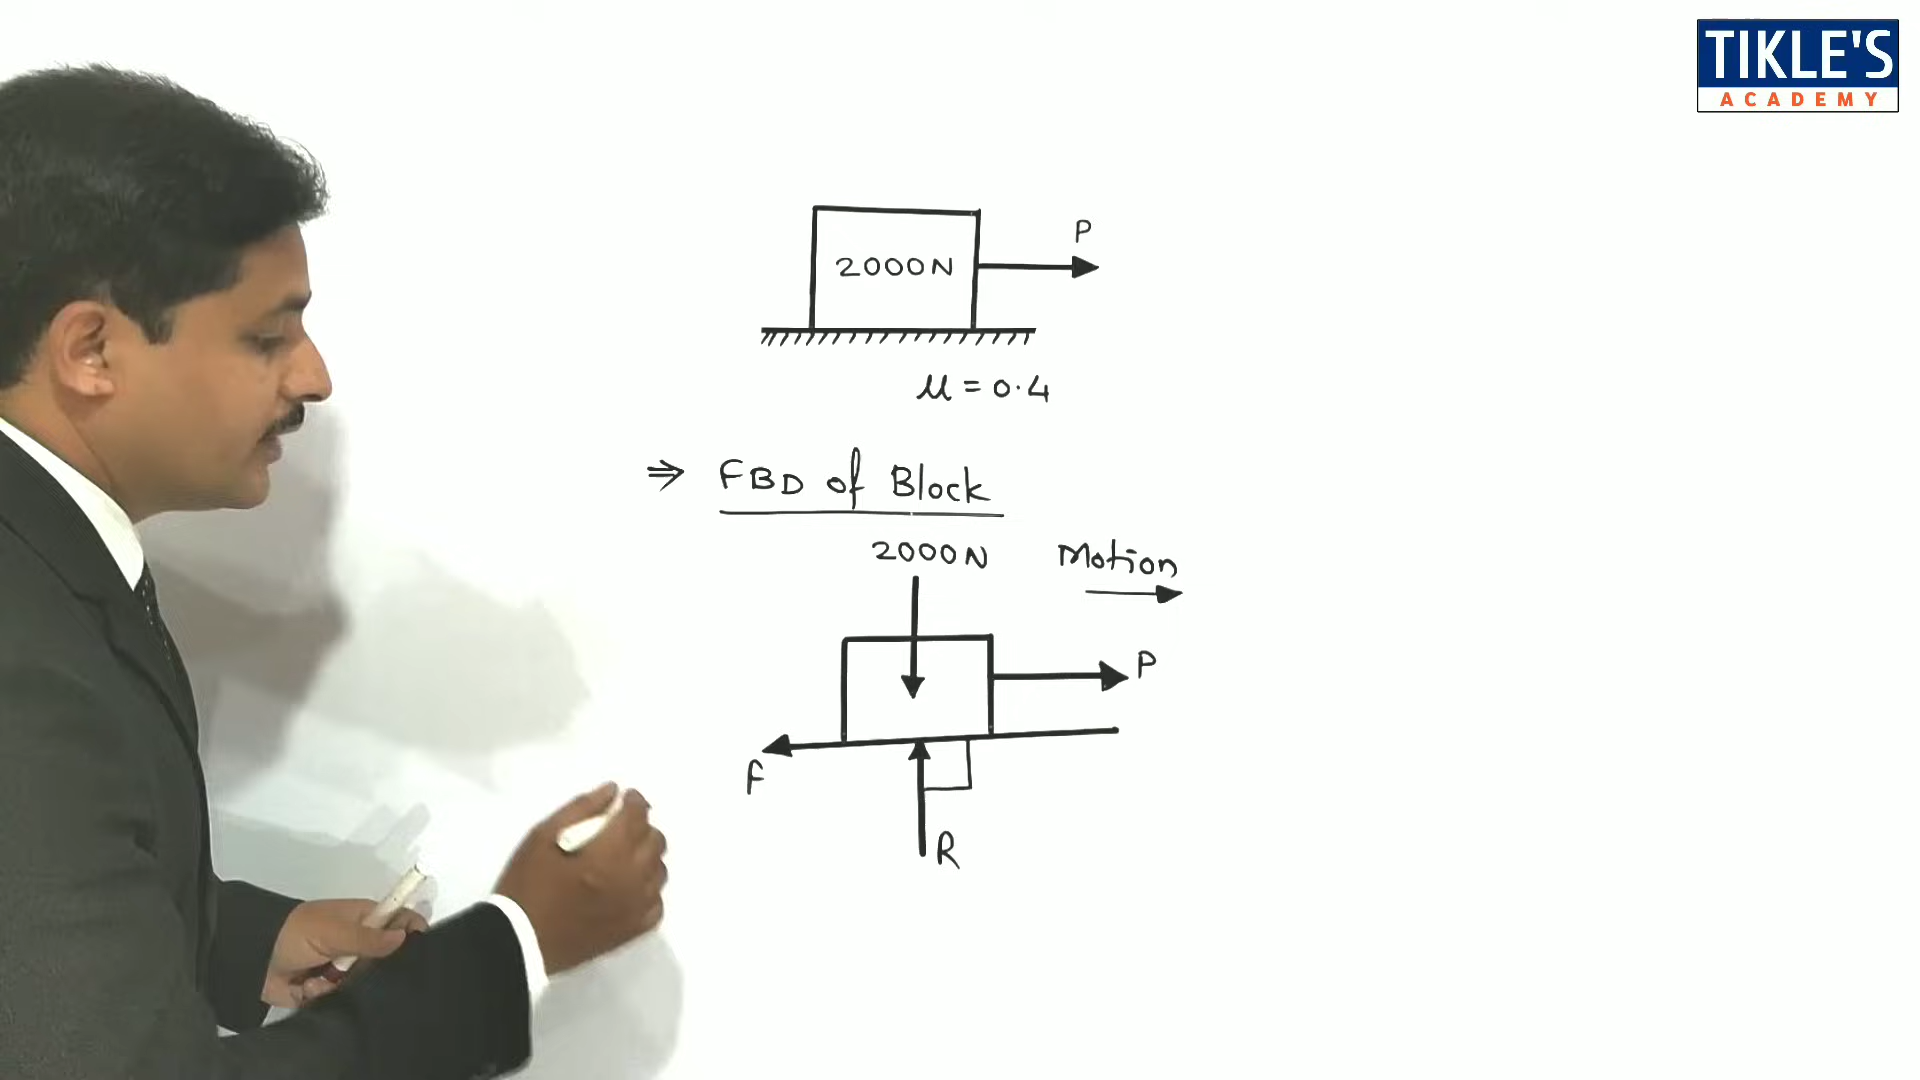 TIKLE'S
ACADEMY
P
2000N
μ = 0.4
⇒ FBD of Block
2000N
Motion
P
F
R